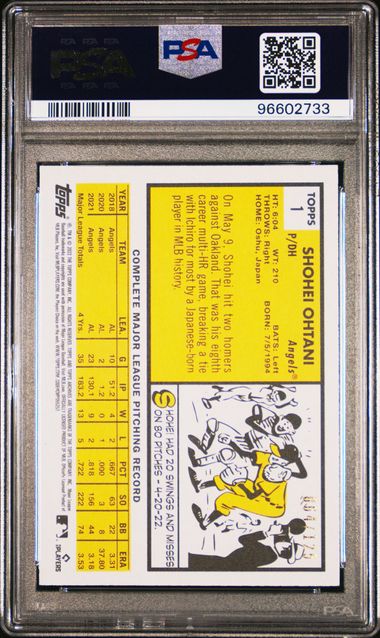 PSA
PSA
96602733
TOPPS
1
SHOHEI OHTANI
P/DH
Angels®
HT: 6'04 WT: 210 BATS: Left
THROWS: Right BORN: 7/5/1994
HOME: Oshu, Japan
On May 9, Shohei hit two homers
against Oakland. That was his eighth
career multi-HR game, breaking a tie
with Ichiro for most by a Japanese-born
player in MLB history.
SHOHEI HAD 20 SWINGS AND MISSES
ON 80 PITCHES - 4-20-22.
COMPLETE MAJOR LEAGUE PITCHING RECORD
YEAR TEAM LEA G IP W L PCT SO BB ERA
2018 Angels AL 10 51.2 4 2 .667 63 22 3.31
2020 Angels AL 2 1.2 0 1 .000 3 8 37.80
2021 Angels AL 23 130.1 9 2 .818 156 44 3.18
Major League Totals 4 Yrs. 35 183.2 13 5 .722 222 74 3.53
topps
PLAYERS